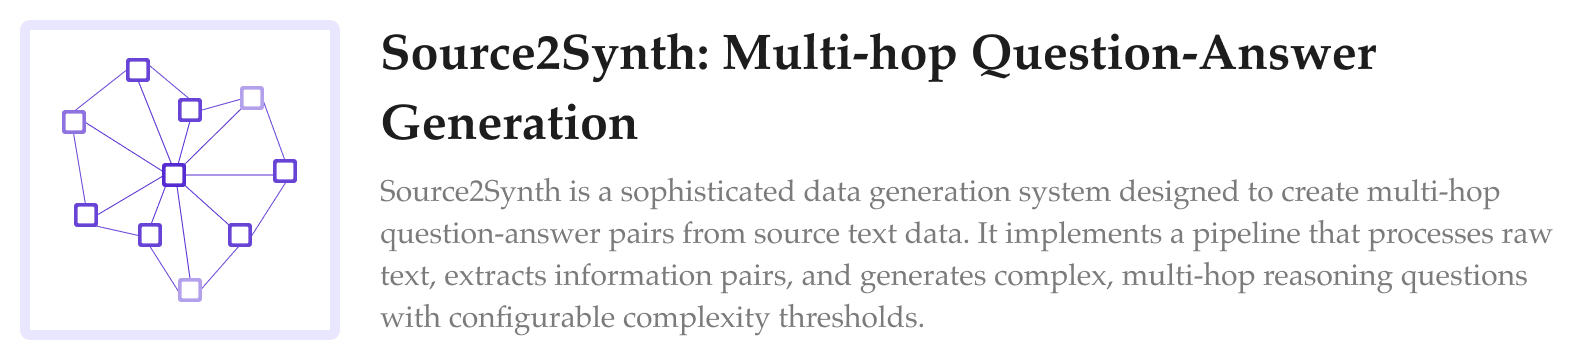 Source2Synth: Multi-hop Question-Answer
Generation
Source2Synth is a sophisticated data generation system designed to create multi-hop
question-answer pairs from source text data. It implements a pipeline that processes raw
text, extracts information pairs, and generates complex, multi-hop reasoning questions
with configurable complexity thresholds.